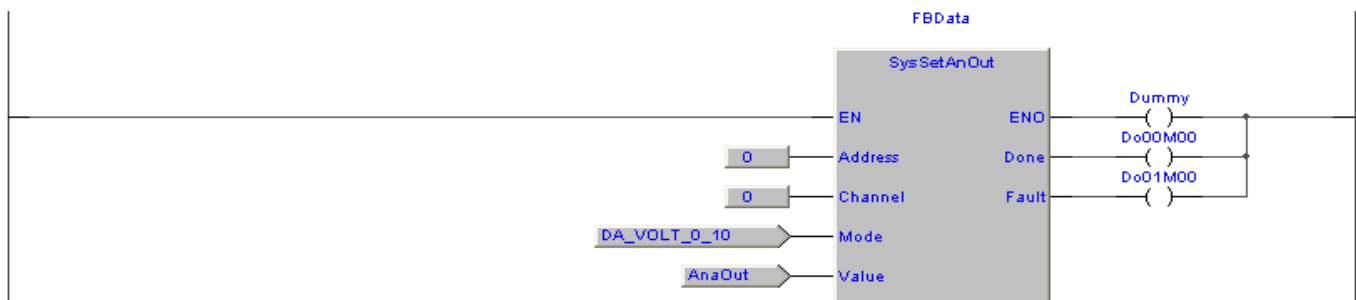 FBData
SysSetAnOut
Dummy
EN ENO
Do00M00
0 Address Done
Do01M00
0 Channel Fault
DA_VOLT_0_10 Mode
AnaOut Value